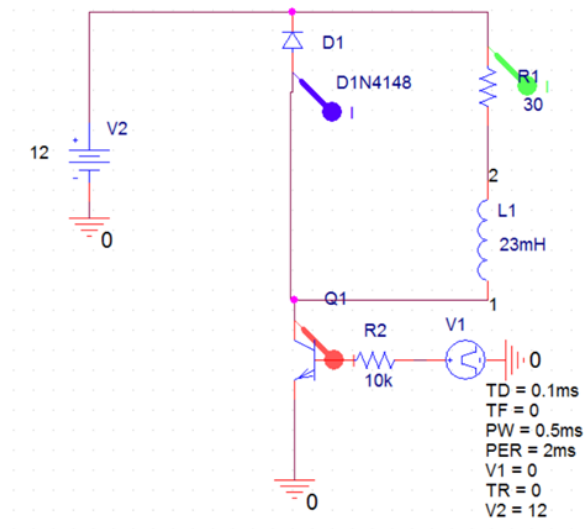 D1
D1N4148
I
R1
I
30
V2
+
12
-
0
2
L1
23mH
1
Q1
R2
I
10k
V1
+
-
0
TD = 0.1ms
TF = 0
PW = 0.5ms
PER = 2ms
V1 = 0
TR = 0
V2 = 12
0